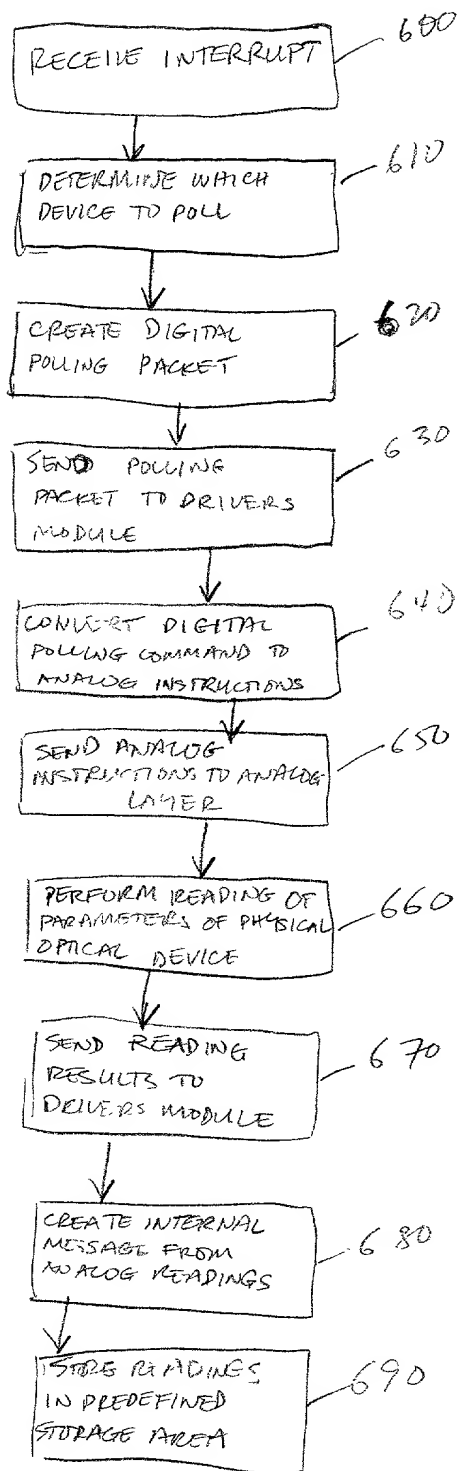 600
RECEIVE INTERRUPT
610
DETERMINE WHICH
DEVICE TO POLL
620
CREATE DIGITAL
POLLING PACKET
630
SEND POLLING
PACKET TO DRIVERS
MODULE
640
CONVERT DIGITAL
POLLING COMMAND TO
ANALOG INSTRUCTIONS
650
SEND ANALOG
INSTRUCTIONS TO ANALOG
LAYER
660
PERFORM READING OF
PARAMETERS OF PHYSICAL
OPTICAL DEVICE
670
SEND READING
RESULTS TO
DRIVERS MODULE
680
CREATE INTERNAL
MESSAGE FROM
ANALOG READINGS
690
STORE READINGS
IN PREDEFINED
STORAGE AREA